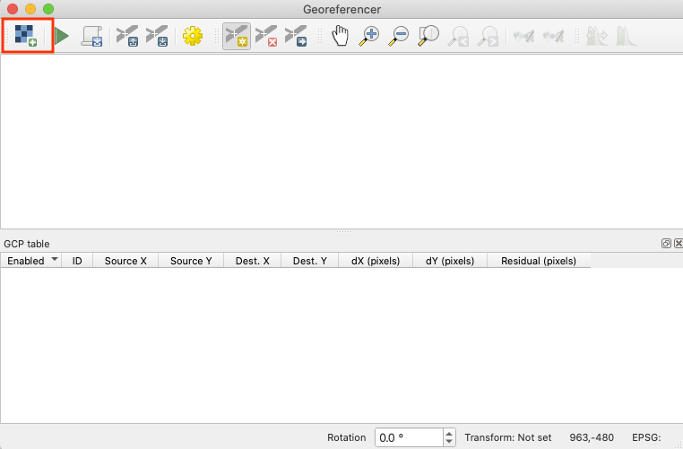 Georeferencer
GCP table
Enabled ID Source X Source Y Dest. X Dest. Y dX (pixels) dY (pixels) Residual (pixels)
Rotation 0.0 ° Transform: Not set 963,-480 EPSG: